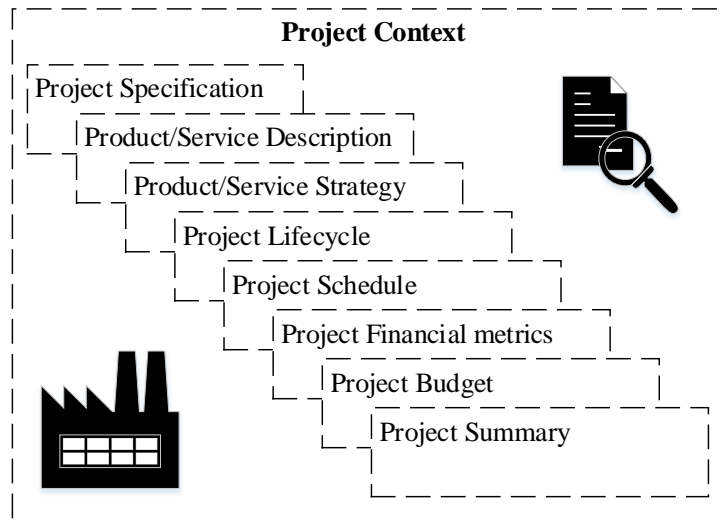 Project Context
Project Specification
Product/Service Description
Product/Service Strategy
Project Lifecycle
Project Schedule
Project Financial metrics
Project Budget
Project Summary